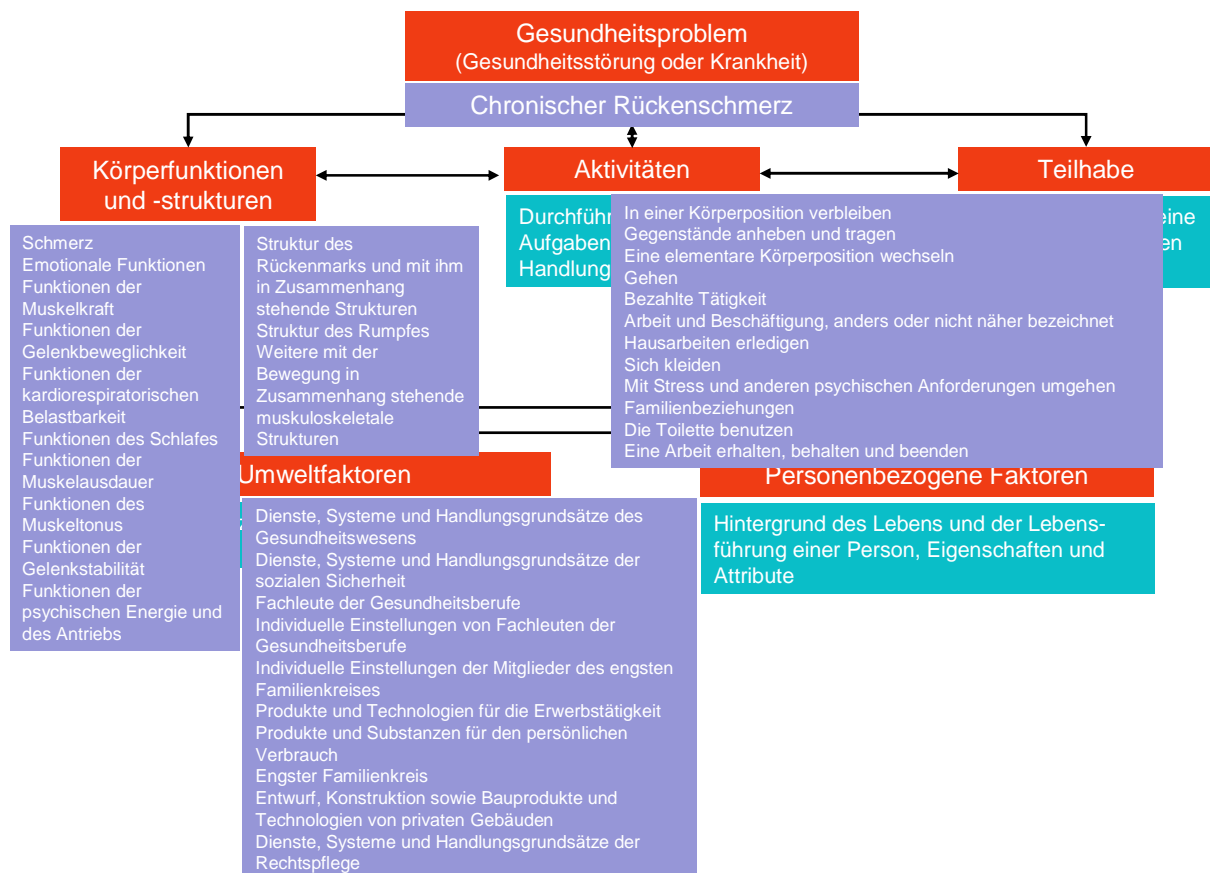 Gesundheitsproblem
(Gesundheitsstörung oder Krankheit)
Chronischer Rückenschmerz
Körperfunktionen
und -strukturen
Aktivitäten
Teilhabe
Schmerz
Emotionale Funktionen
Funktionen der
Muskelkraft
Funktionen der
Gelenkbeweglichkeit
Funktionen der
kardiorespiratorischen
Belastbarkeit
Funktionen des Schlafes
Funktionen der
Muskelausdauer
Funktionen des
Muskeltonus
Funktionen der
Gelenkstabilität
Funktionen der
psychischen Energie und
des Antriebs
Struktur des
Rückenmarks und mit ihm
in Zusammenhang
stehende Strukturen
Struktur des Rumpfes
Weitere mit der
Bewegung in
Zusammenhang stehende
muskuloskeletale
Strukturen
Durchführ
Aufgaben
Handlung
In einer Körperposition verbleiben
Gegenstände anheben und tragen
Eine elementare Körperposition wechseln
Gehen
Bezahlte Tätigkeit
Arbeit und Beschäftigung, anders oder nicht näher bezeichnet
Hausarbeiten erledigen
Sich kleiden
Mit Stress und anderen psychischen Anforderungen umgehen
Familienbeziehungen
Die Toilette benutzen
Eine Arbeit erhalten, behalten und beenden
eine
en
Umweltfaktoren
Dienste, Systeme und Handlungsgrundsätze des
Gesundheitswesens
Dienste, Systeme und Handlungsgrundsätze der
sozialen Sicherheit
Fachleute der Gesundheitsberufe
Individuelle Einstellungen von Fachleuten der
Gesundheitsberufe
Individuelle Einstellungen der Mitglieder des engsten
Familienkreises
Produkte und Technologien für die Erwerbstätigkeit
Produkte und Substanzen für den persönlichen
Verbrauch
Engster Familienkreis
Entwurf, Konstruktion sowie Bauprodukte und
Technologien von privaten Gebäuden
Dienste, Systeme und Handlungsgrundsätze der
Rechtspflege
Personenbezogene Faktoren
Hintergrund des Lebens und der Lebens-
führung einer Person, Eigenschaften und
Attribute